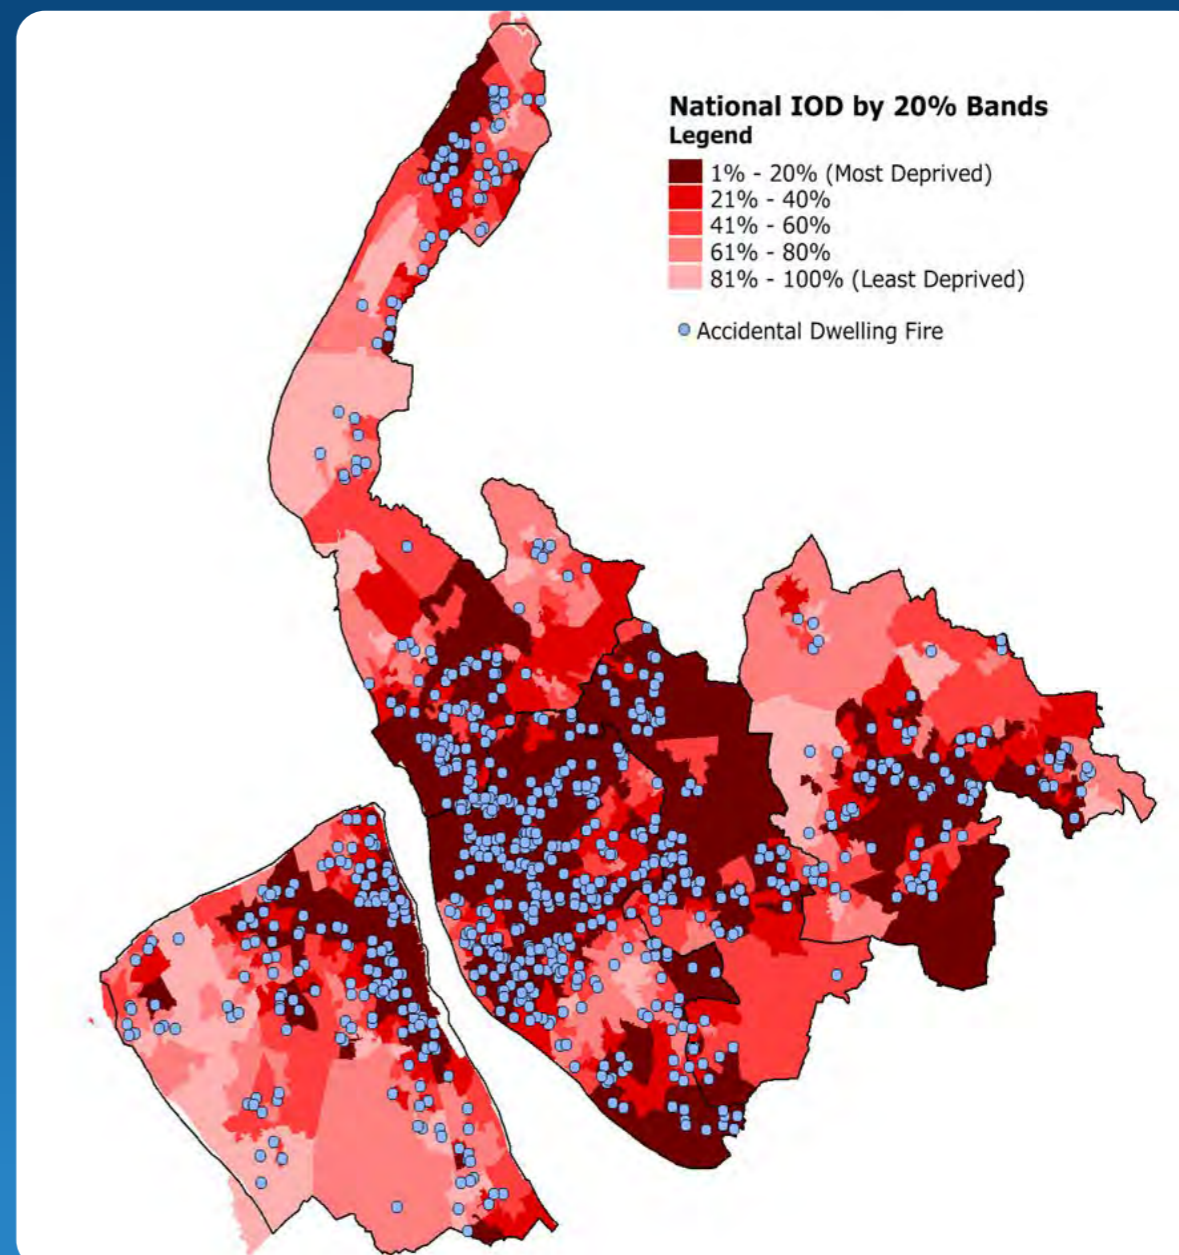 National IOD by 20% Bands
Legend
1% - 20% (Most Deprived)
21% - 40%
41% - 60%
61% - 80%
81% - 100% (Least Deprived)
Accidental Dwelling Fire